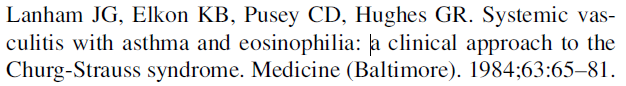 Lanham JG, Elkon KB, Pusey CD, Hughes GR. Systemic vas-
culitis with asthma and eosinophilia: a clinical approach to the
Churg-Strauss syndrome. Medicine (Baltimore). 1984;63:65–81.